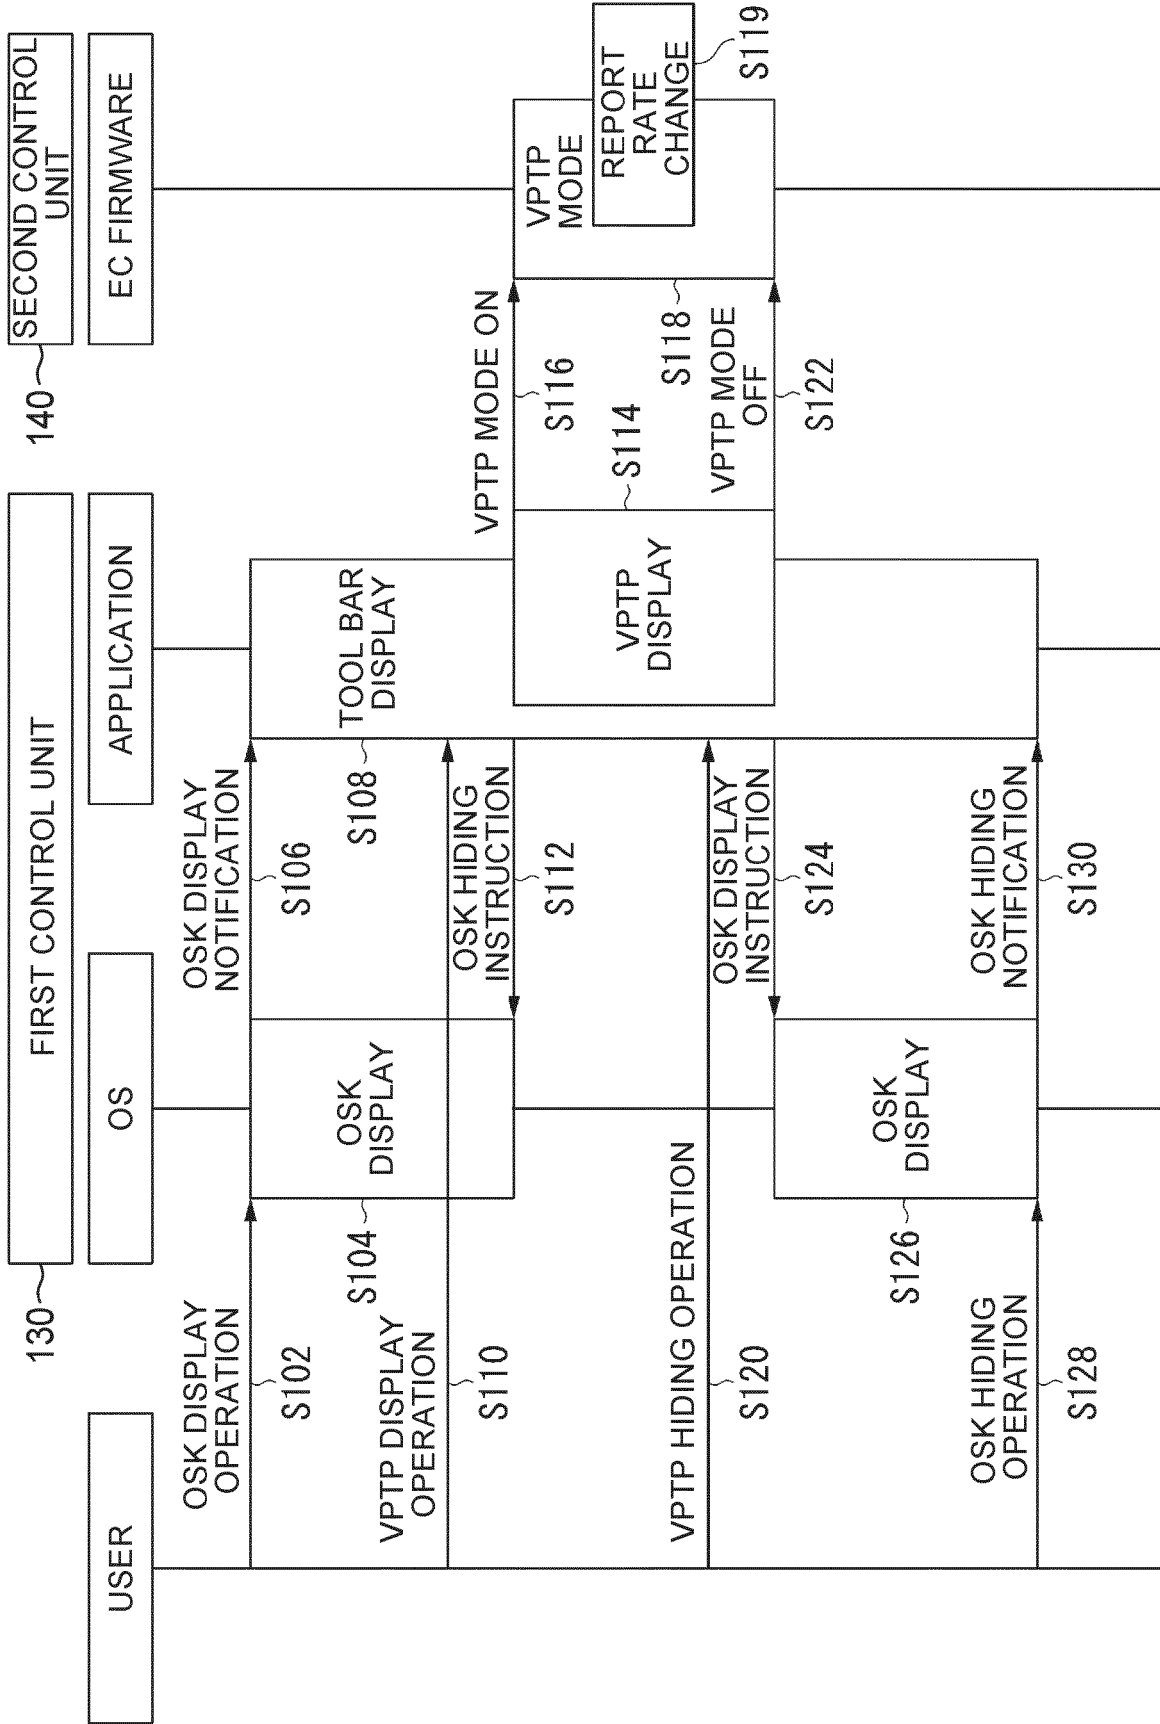 130
FIRST CONTROL UNIT
140
SECOND CONTROL
UNIT
USER
OS
APPLICATION
EC FIRMWARE
OSK DISPLAY
OPERATION
S102
OSK DISPLAY
NOTIFICATION
S106
S104
OSK
DISPLAY
S108
TOOL BAR
DISPLAY
VPTP DISPLAY
OPERATION
S110
OSK HIDING
INSTRUCTION
S112
VPTP MODE ON
S116
VPTP
MODE
VPTP
DISPLAY
S114
S118
REPORT
RATE
CHANGE
S119
VPTP HIDING OPERATION
S120
OSK DISPLAY
INSTRUCTION
S124
VPTP MODE
OFF
S122
S126
OSK
DISPLAY
OSK HIDING
OPERATION
S128
OSK HIDING
NOTIFICATION
S130